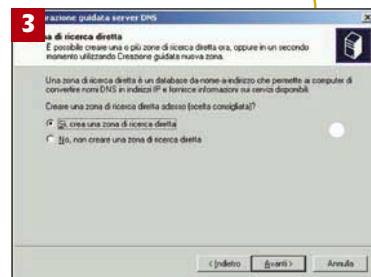 3
razione guidata server DNS
a di ricerca diretta
È possibile creare una o più zone di ricerca diretta ora, oppure in un secondo
momento utilizzando Creazione guidata nuova zona.
Una zona di ricerca diretta è un database da-nome-a-indirizzo che permette ai computer di
convertire nomi DNS in indirizzi IP e fornisce informazioni sui servizi disponibili.
Creare una zona di ricerca diretta adesso (scelta consigliata)?
Sì, crea una zona di ricerca diretta
No, non creare una zona di ricerca diretta
< Indietro Avanti > Annulla